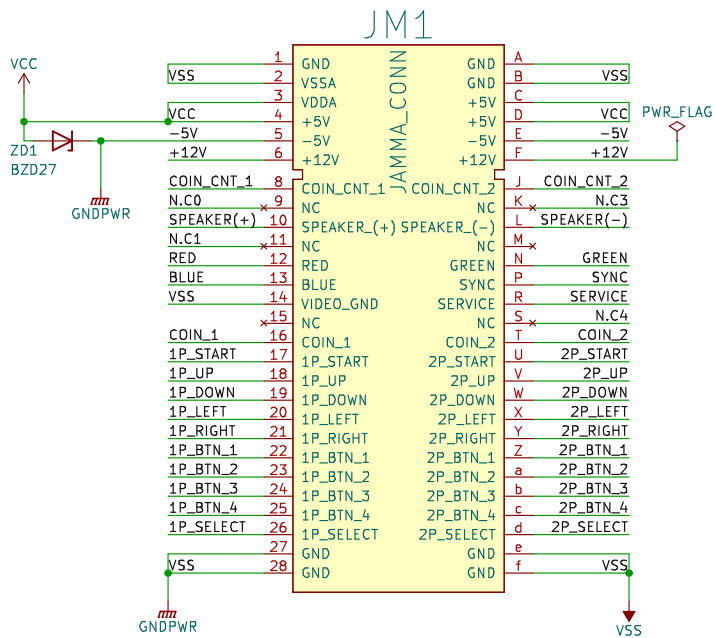 JM1
JAMMA_CONN
VCC
ZD1
BZD27
GNDPWR
PWR_FLAG
1 GND GND A
VSS 2 VSSA GND B VSS
3 VDDA +5V C
VCC 4 +5V +5V D VCC
-5V 5 -5V -5V E -5V
+12V 6 +12V +12V F +12V
COIN_CNT_1 8 COIN_CNT_1 COIN_CNT_2 J COIN_CNT_2
N.C0 9 NC NC K N.C3
SPEAKER(+) 10 SPEAKER_(+) SPEAKER_(-) L SPEAKER(-)
N.C1 11 NC NC M
RED 12 RED GREEN N GREEN
BLUE 13 BLUE SYNC P SYNC
VSS 14 VIDEO_GND SERVICE R SERVICE
15 NC NC S N.C4
COIN_1 16 COIN_1 COIN_2 T COIN_2
1P_START 17 1P_START 2P_START U 2P_START
1P_UP 18 1P_UP 2P_UP V 2P_UP
1P_DOWN 19 1P_DOWN 2P_DOWN W 2P_DOWN
1P_LEFT 20 1P_LEFT 2P_LEFT X 2P_LEFT
1P_RIGHT 21 1P_RIGHT 2P_RIGHT Y 2P_RIGHT
1P_BTN_1 22 1P_BTN_1 2P_BTN_1 Z 2P_BTN_1
1P_BTN_2 23 1P_BTN_2 2P_BTN_2 a 2P_BTN_2
1P_BTN_3 24 1P_BTN_3 2P_BTN_3 b 2P_BTN_3
1P_BTN_4 25 1P_BTN_4 2P_BTN_4 c 2P_BTN_4
1P_SELECT 26 1P_SELECT 2P_SELECT d 2P_SELECT
27 GND GND e
VSS 28 GND GND f VSS
GNDPWR
VSS